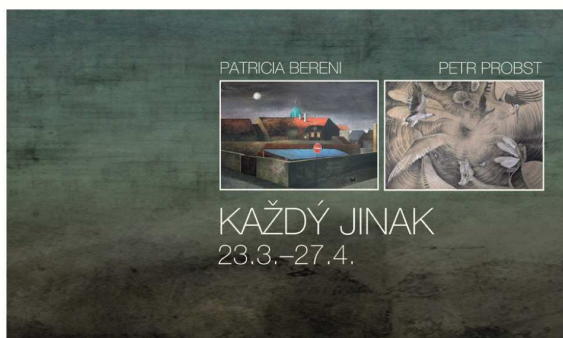 PATRICIA BERENI
PETR PROBST
KAŽDÝ JINAK
23.3.–27.4.